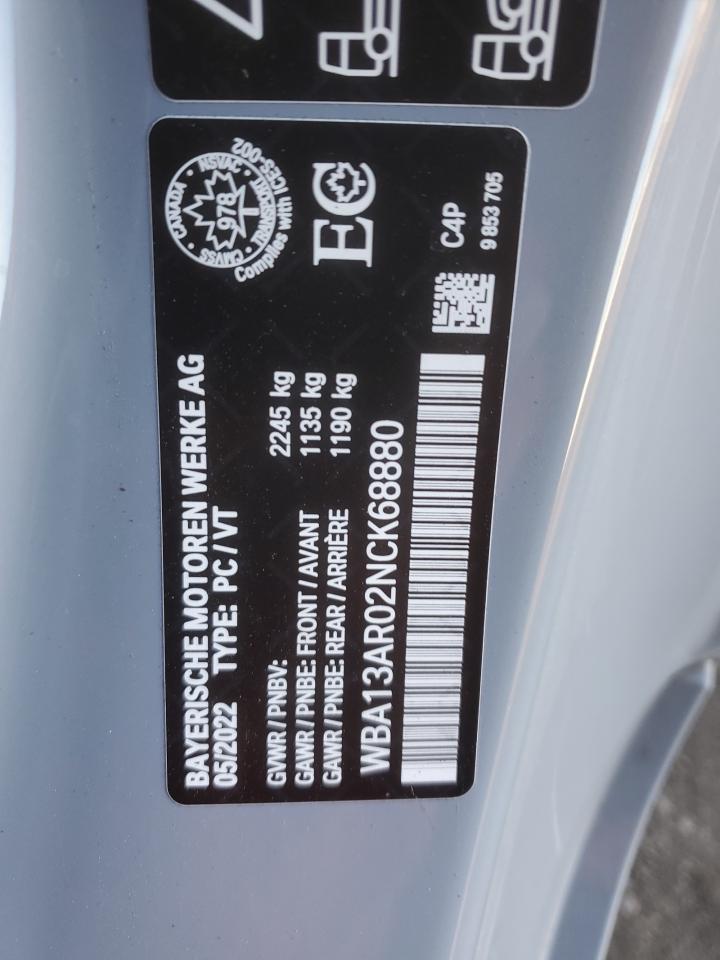 BAYERISCHE MOTOREN WERKE AG
05/2022 TYPE: PC/VT
GVWR/PNBV: 2245 kg
GAWR/PNBE: FRONT/AVANT 1135 kg
GAWR/PNBE: REAR/ARRIÈRE 1190 kg
WBA13AR02NCK68880
CANADA
NSVAC
978
CMVSS
TRANSPORT
Complies with ICES-002
EC
C4P
9 853 705